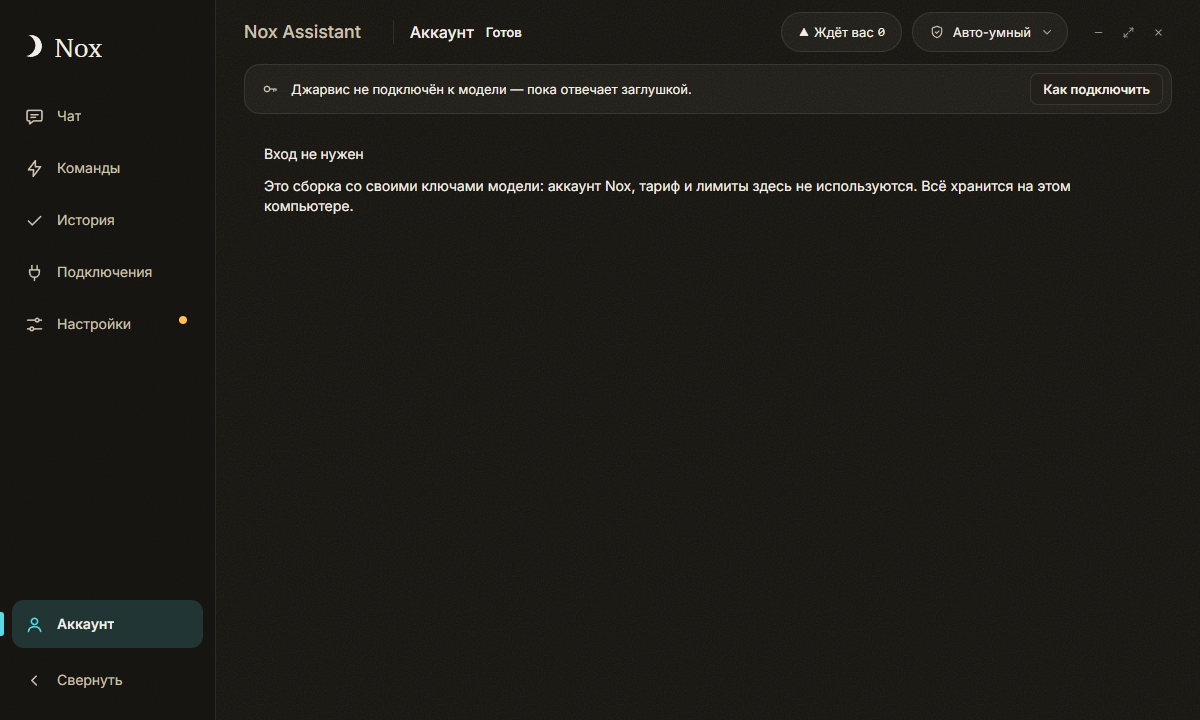 Nox
Чат
Команды
История
Подключения
Настройки
Аккаунт
Свернуть
Nox Assistant
Аккаунт Готов
Ждёт вас 0
Авто-умный
Джарвис не подключён к модели — пока отвечает заглушкой.
Как подключить
Вход не нужен
Это сборка со своими ключами модели: аккаунт Nox, тариф и лимиты здесь не используются. Всё хранится на этом
компьютере.